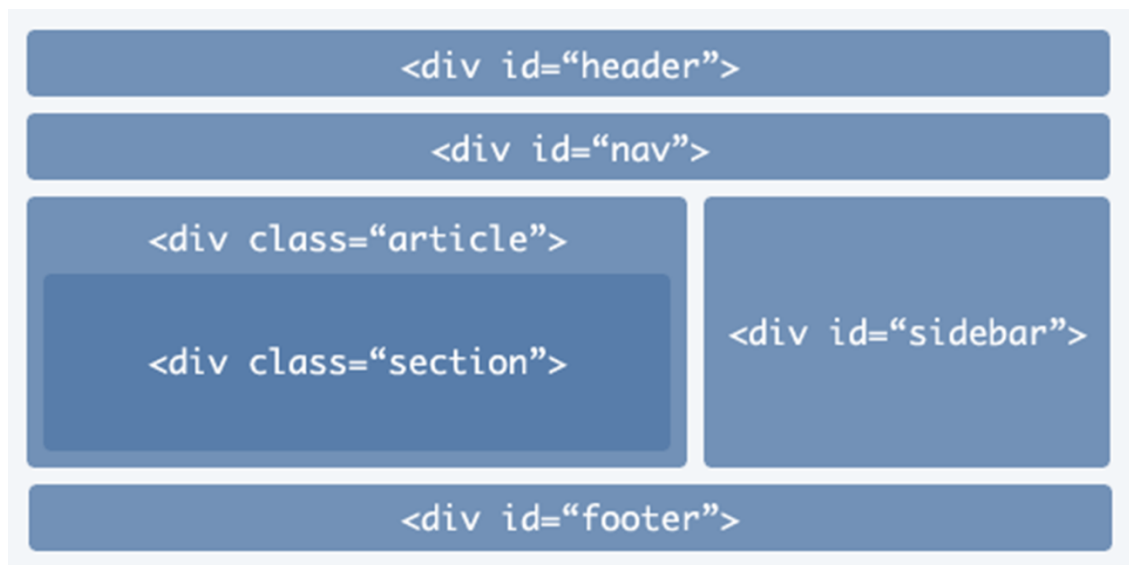 <div id=“header”>
<div id=“nav”>
<div class=“article”>
<div class=“section”>
<div id=“sidebar”>
<div id=“footer”>